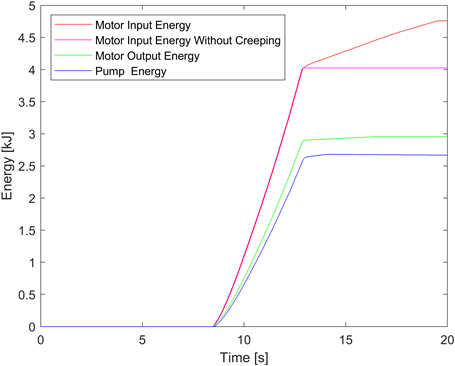 5
4.5
4
3.5
3
2.5
2
1.5
1
0.5
0
Energy [kJ]
Motor Input Energy
Motor Input Energy Without Creeping
Motor Output Energy
Pump Energy
0 5 10 15 20
Time [s]